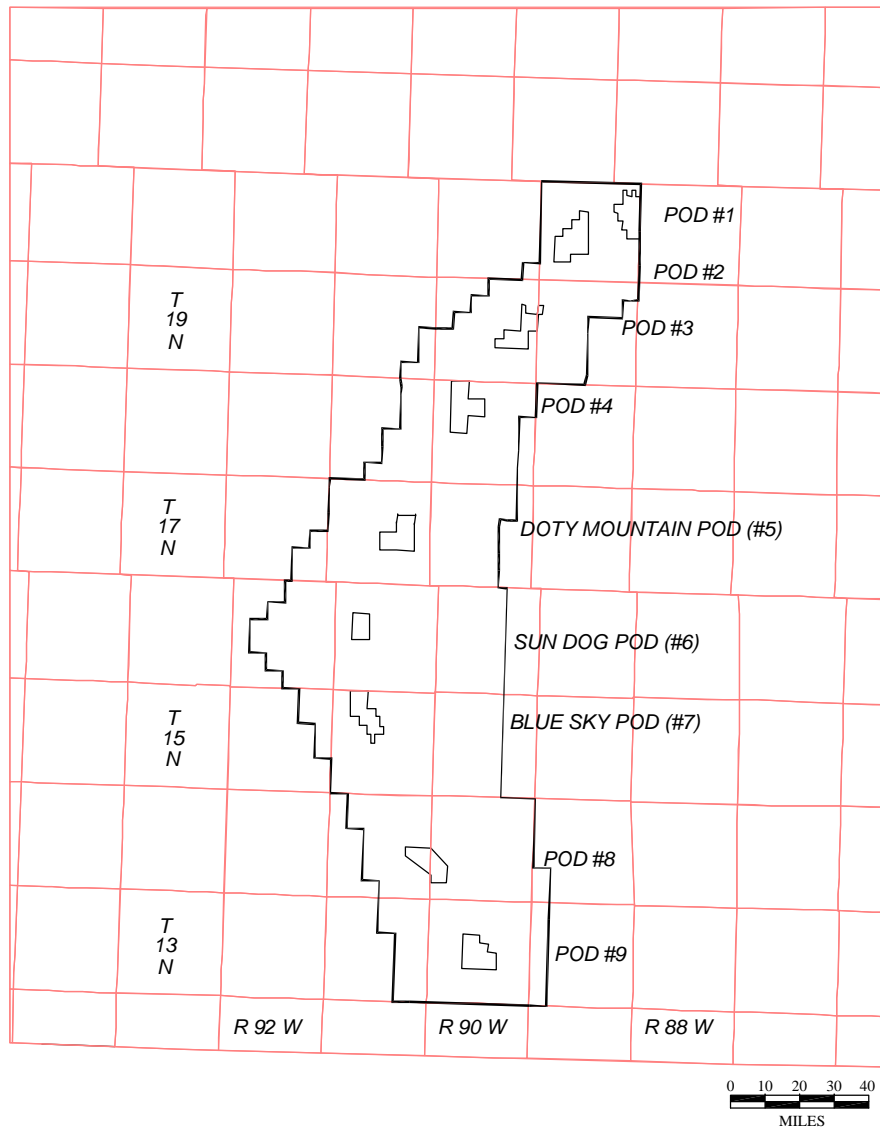 POD #1
POD #2
T
19
N
POD #3
POD #4
T
17
N
DOTY MOUNTAIN POD (#5)
SUN DOG POD (#6)
T
15
N
BLUE SKY POD (#7)
POD #8
T
13
N
POD #9
R 92 W
R 90 W
R 88 W
0 10 20 30 40
MILES